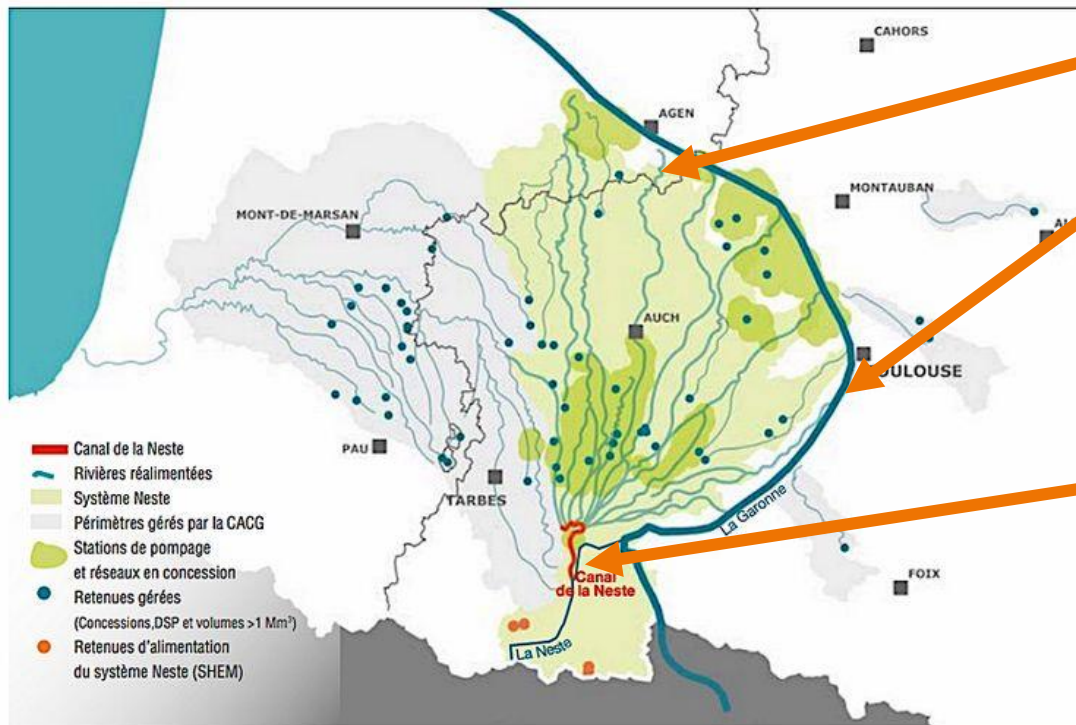 CAHORS
AGEN
MONTAUBAN
MONT-DE-MARSAN
AUCH
PAU
TARBES
La Garonne
FOIX
Canal
de la Neste
La Neste
Canal de la Neste
Rivières réalimentées
Système Neste
Périmètres gérés par la CACG
Stations de pompage
et réseaux en concession
Retenues gérées
(Concessions,DSP et volumes >1 Mm³)
Retenues d'alimentation
du système Neste (SHEM)